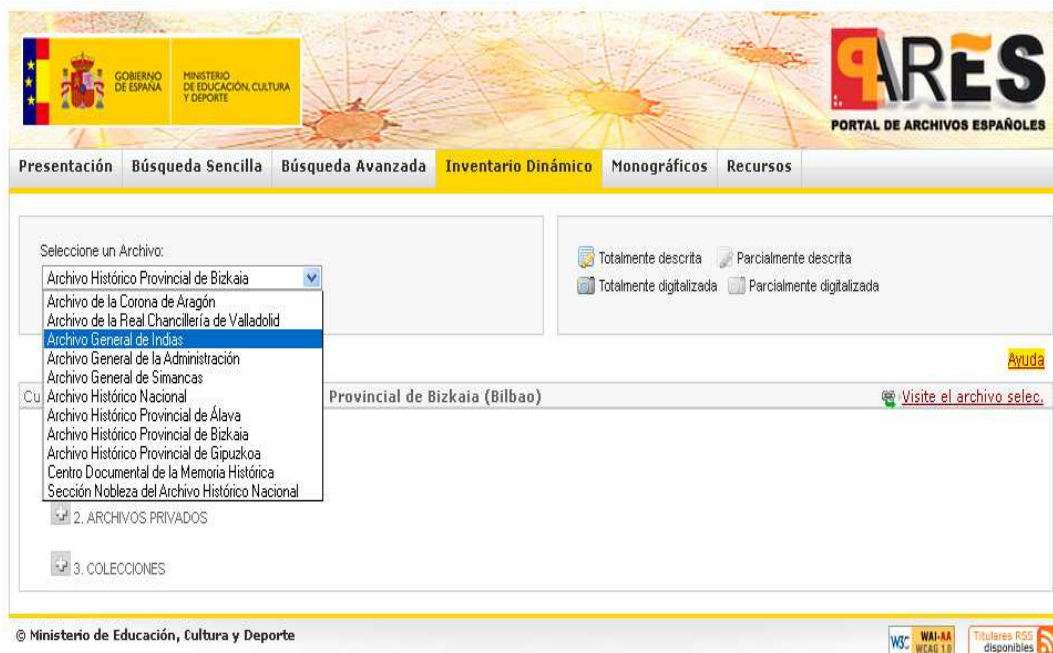 GOBIERNO
DE ESPAÑA
MINISTERIO
DE EDUCACIÓN, CULTURA
Y DEPORTE
PARES
PORTAL DE ARCHIVOS ESPAÑOLES
Presentación Búsqueda Sencilla Búsqueda Avanzada Inventario Dinámico Monográficos Recursos
Seleccione un Archivo:
Archivo Histórico Provincial de Bizkaia
Archivo de la Corona de Aragón
Archivo de la Real Chancillería de Valladolid
Archivo General de Indias
Archivo General de la Administración
Archivo General de Simancas
Archivo Histórico Nacional
Archivo Histórico Provincial de Álava
Archivo Histórico Provincial de Bizkaia
Archivo Histórico Provincial de Gipuzkoa
Centro Documental de la Memoria Histórica
Sección Nobleza del Archivo Histórico Nacional
Totalmente descrita Parcialmente descrita
Totalmente digitalizada Parcialmente digitalizada
Ayuda
Cu Provincial de Bizkaia (Bilbao) Visite el archivo selec.
2. ARCHIVOS PRIVADOS
3. COLECCIONES
© Ministerio de Educación, Cultura y Deporte
W3C WAI-AA
WCAG 1.0
Titulares RSS
disponibles